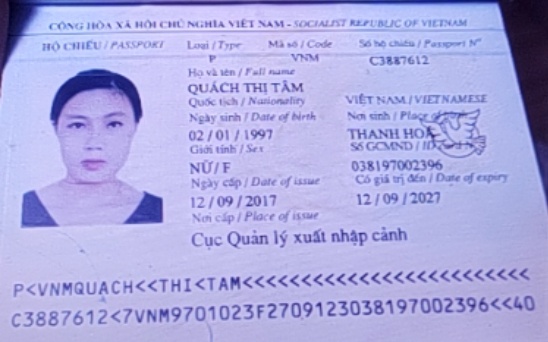 CỘNG HÒA XÃ HỘI CHỦ NGHĨA VIỆT NAM - SOCIALIST REPUBLIC OF VIETNAM
HỘ CHIẾU / PASSPORT Loại / Type Mã số / Code Số hộ chiếu / Passport Nº
P VNM C3887612
Họ và tên / Full name
QUÁCH THỊ TÂM
Quốc tịch / Nationality VIỆT NAM / VIETNAMESE
Ngày sinh / Date of birth Nơi sinh / Place of
02 / 01 / 1997 THANH HOÁ
Giới tính / Sex Số GCMND / ID
NỮ / F 038197002396
Ngày cấp / Date of issue Có giá trị đến / Date of expiry
12 / 09 / 2017 12 / 09 / 2027
Nơi cấp / Place of issue
Cục Quản lý xuất nhập cảnh
P<VNMQUACH<<THI<TAM<<<<<<<<<<<<<<<<<<<<<<<<<
C3887612<7VNM9701023F2709123038197002396<<40